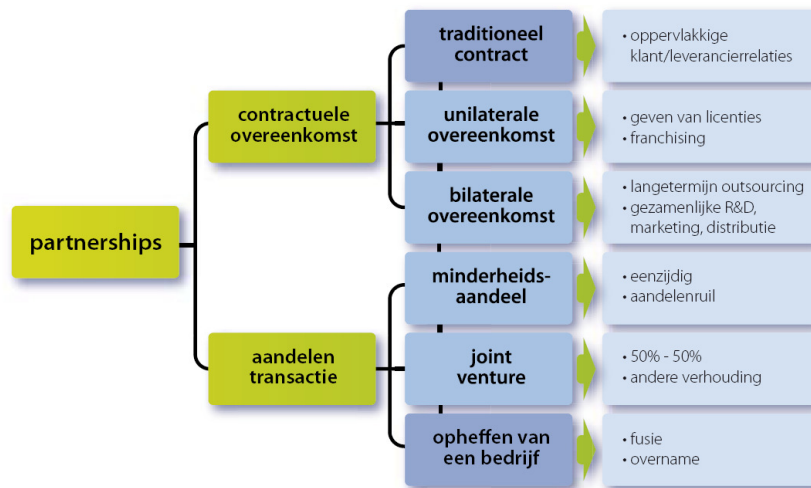 partnerships
contractuele
overeenkomst
traditioneel
contract
• oppervlakkige
klant/leverancierrelaties
unilaterale
overeenkomst
• geven van licenties
• franchising
bilaterale
overeenkomst
• langetermijn outsourcing
• gezamenlijke R&D,
marketing, distributie
aandelen
transactie
minderheids-
aandeel
• eenzijdig
• aandelenruil
joint
venture
• 50% - 50%
• andere verhouding
opheffen van
een bedrijf
• fusie
• overname